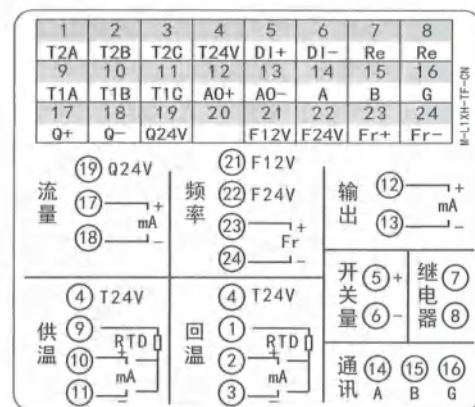 1 2 3 4 5 6 7 8
T2A T2B T2C T24V DI+ DI- Re Re
9 10 11 12 13 14 15 16
T1A T1B T1C AO+ AO- A B G
17 18 19 20 21 22 23 24
Q+ Q- Q24V F12V F24V Fr+ Fr-
M-L1XH-TF-DN
流量
⑲ Q24V
⑰ +
mA
⑱ -
频率
㉑ F12V
㉒ F24V
㉓ +
Fr
㉔ -
输出
⑫ +
mA
⑬ -
开关量
⑤ +
⑥ -
继电器
⑦
⑧
供温
④ T24V
⑨
RTD
⑩ +
mA
⑪ -
回温
④ T24V
①
RTD
② +
mA
③ -
通讯
⑭ ⑮ ⑯
A B G